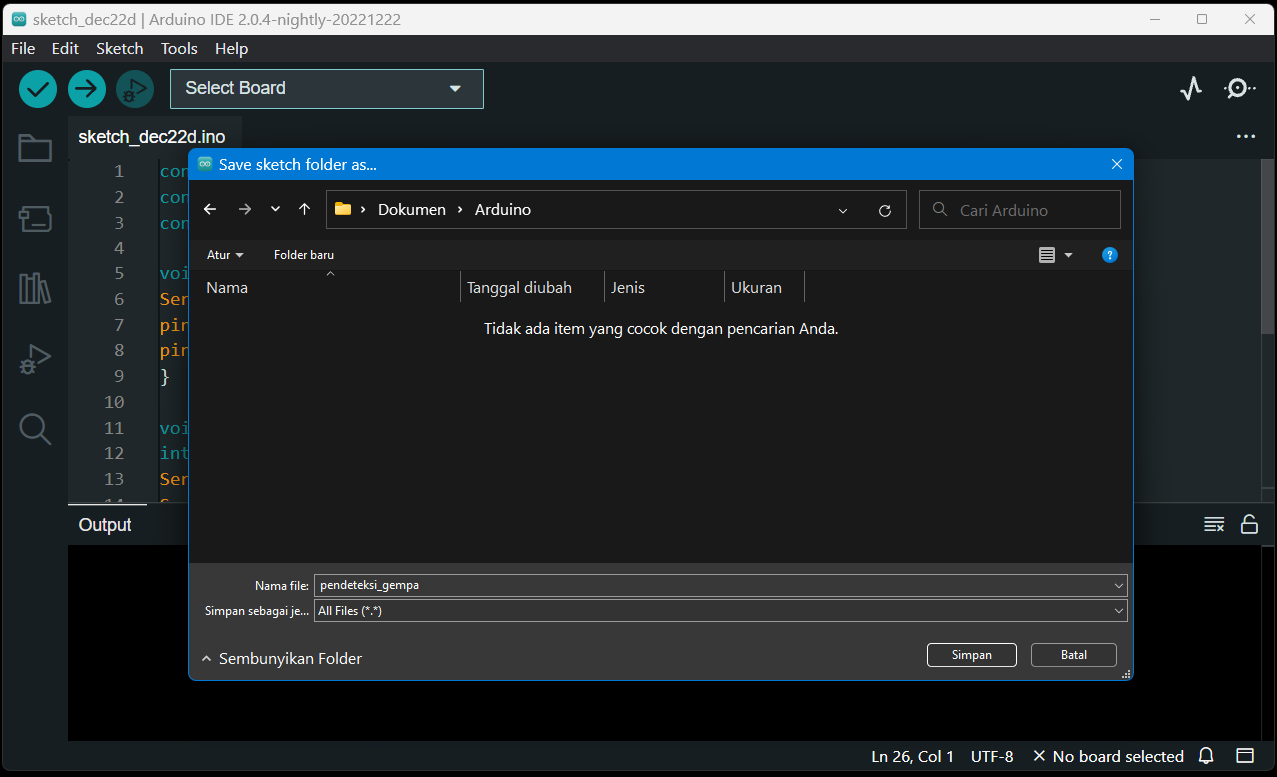 sketch_dec22d | Arduino IDE 2.0.4-nightly-20221222
File Edit Sketch Tools Help
Select Board
sketch_dec22d.ino
Save sketch folder as...
Dokumen › Arduino
Cari Arduino
Atur Folder baru
Nama Tanggal diubah Jenis Ukuran
Tidak ada item yang cocok dengan pencarian Anda.
1 con
2 con
3 con
4
5 voi
6 Ser
7 pin
8 pin
9 }
10
11 voi
12 int
13 Ser
Output
Nama file: pendeteksi_gempa
Simpan sebagai je... All Files (*.*)
Sembunyikan Folder
Simpan Batal
Ln 26, Col 1 UTF-8 No board selected